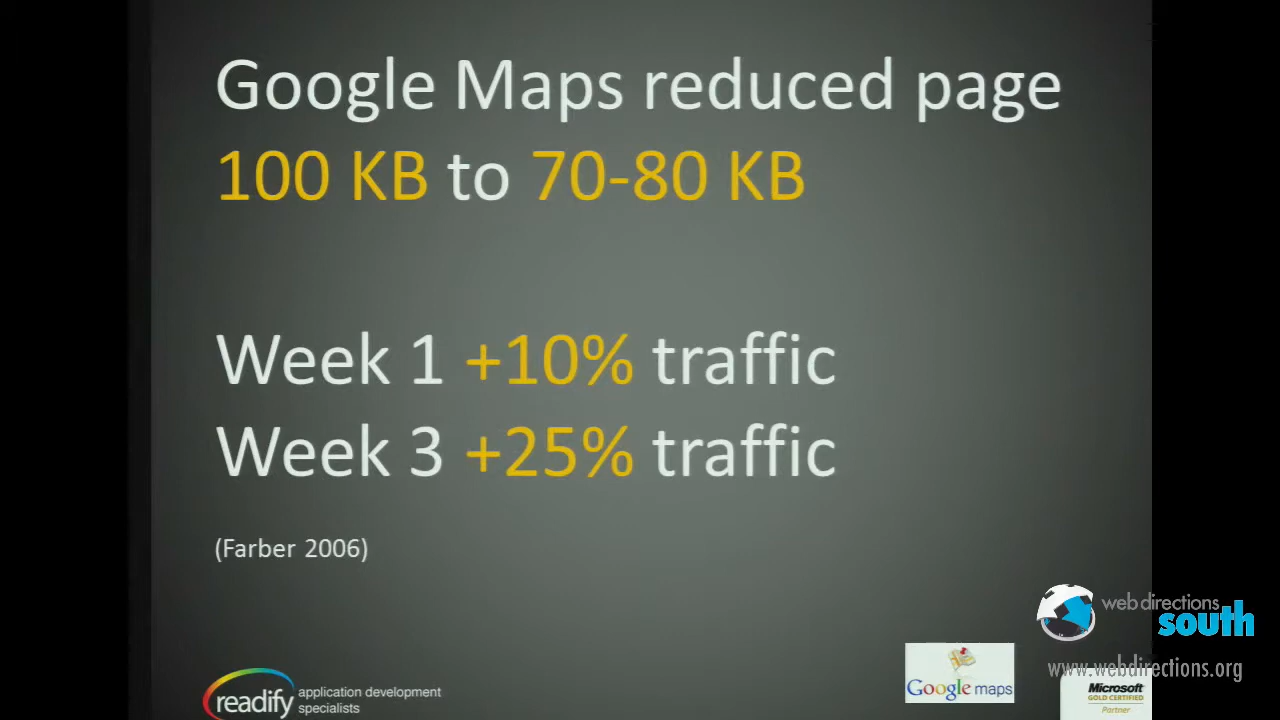 Google Maps reduced page
100 KB to 70-80 KB
Week 1 +10% traffic
Week 3 +25% traffic
(Farber 2006)
web directions
south
www.webdirections.org
Google maps
readify
application development
specialists
Microsoft
GOLD CERTIFIED
Partner